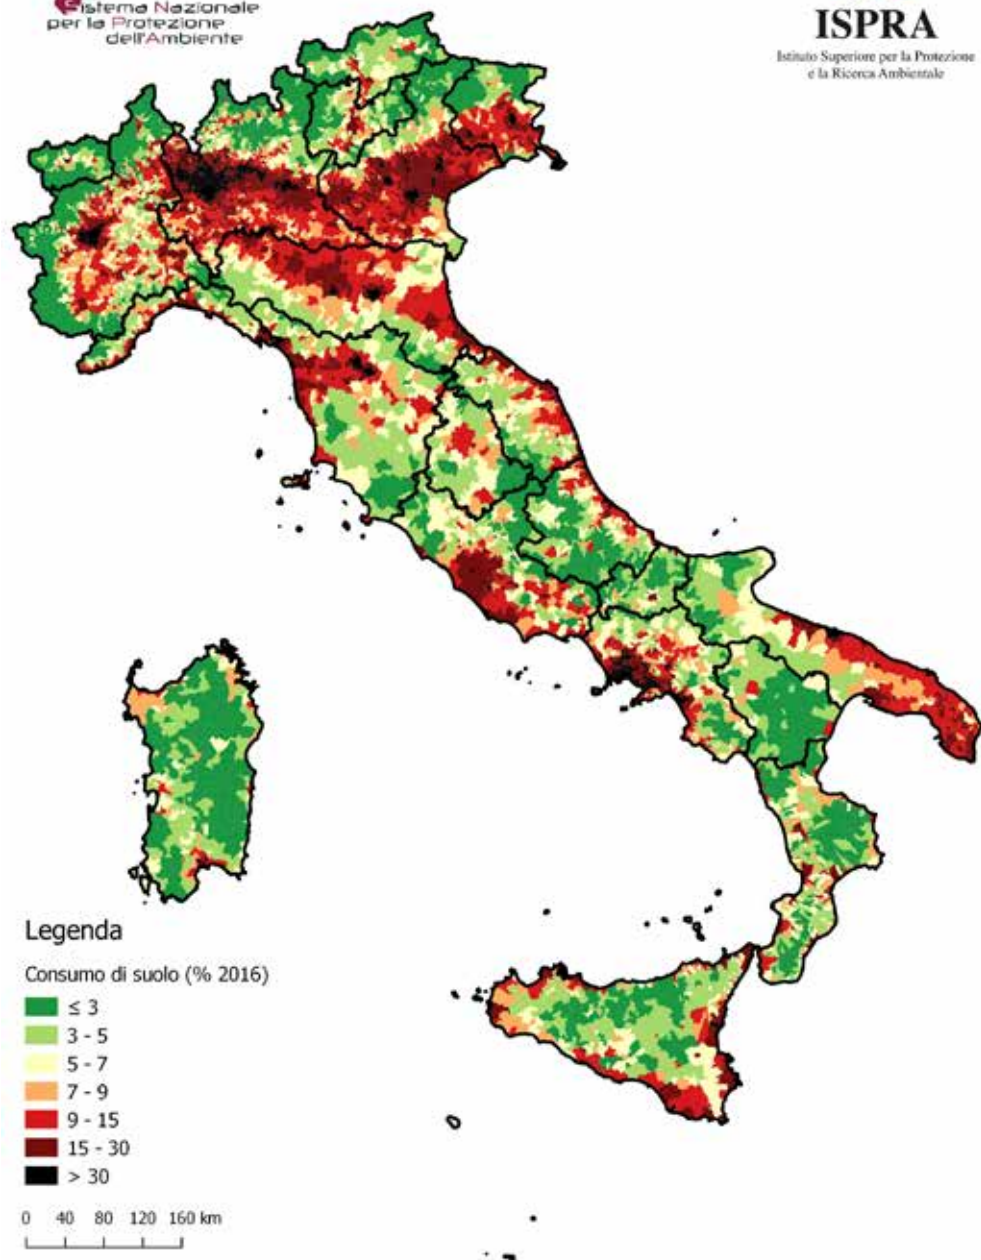 Sistema Nazionale
per la Protezione
dell'Ambiente
ISPRA
Istituto Superiore per la Protezione
e la Ricerca Ambientale
Legenda
Consumo di suolo (% 2016)
≤ 3
3 - 5
5 - 7
7 - 9
9 - 15
15 - 30
> 30
0 40 80 120 160 km